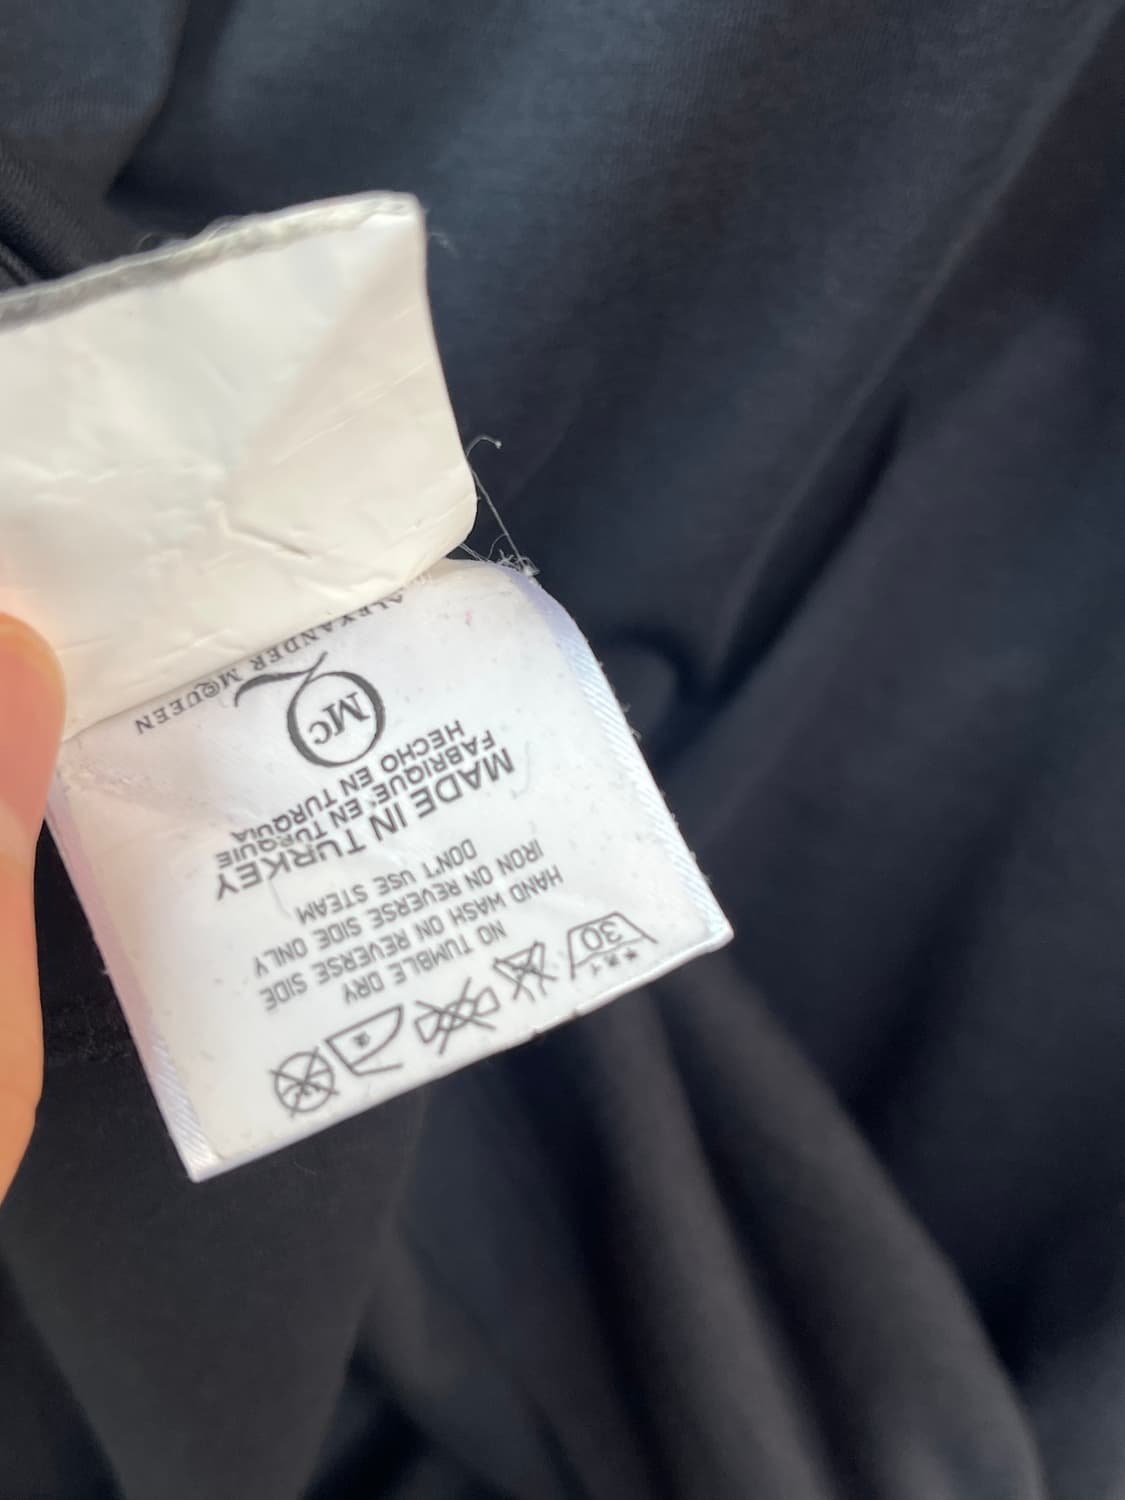 ALEXANDER MQUEEN
McQ
MADE IN TURKEY
FABRIQUE' EN TURQUIE
HECHO EN TURQUIA
DON'T USE STEAM
IRON ON REVERSE SIDE ONLY
HAND WASH ON REVERSE SIDE
NO TUMBLE DRY
30